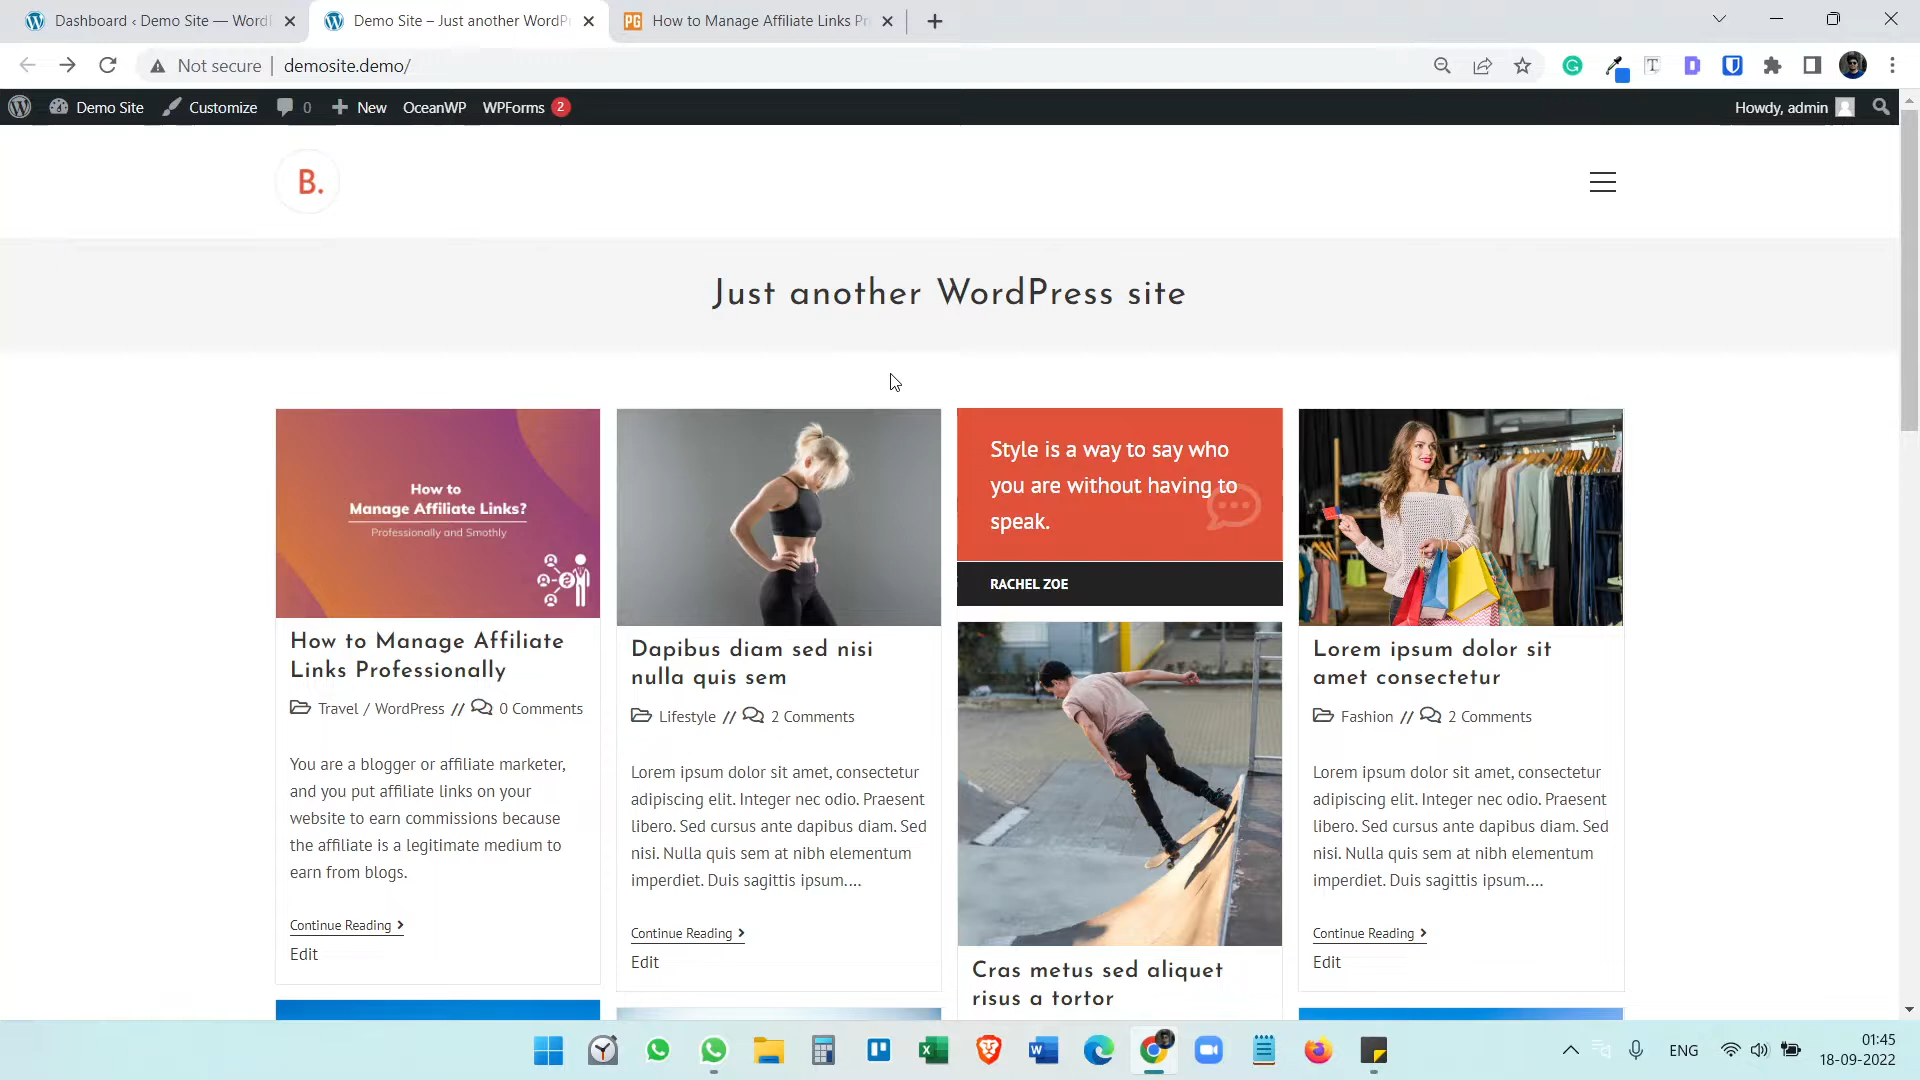 Dashboard ‹ Demo Site — Word
Demo Site – Just another WordP
PG
How to Manage Affiliate Links Pr
Not secure
demosite.demo/
Demo Site
Customize
0
New
OceanWP
WPForms
2
Howdy, admin
B.
Just another WordPress site
How to
Manage Affiliate Links?
Professionally and Smothly
How to Manage Affiliate
Links Professionally
Travel / WordPress // 0 Comments
You are a blogger or affiliate marketer,
and you put affiliate links on your
website to earn commissions because
the affiliate is a legitimate medium to
earn from blogs.
Continue Reading
Edit
Dapibus diam sed nisi
nulla quis sem
Lifestyle // 2 Comments
Lorem ipsum dolor sit amet, consectetur
adipiscing elit. Integer nec odio. Praesent
libero. Sed cursus ante dapibus diam. Sed
nisi. Nulla quis sem at nibh elementum
imperdiet. Duis sagittis ipsum....
Continue Reading
Edit
Style is a way to say who
you are without having to
speak.
RACHEL ZOE
Cras metus sed aliquet
risus a tortor
Lorem ipsum dolor sit
amet consectetur
Fashion // 2 Comments
Lorem ipsum dolor sit amet, consectetur
adipiscing elit. Integer nec odio. Praesent
libero. Sed cursus ante dapibus diam. Sed
nisi. Nulla quis sem at nibh elementum
imperdiet. Duis sagittis ipsum....
Continue Reading
Edit
ENG
01:45
18-09-2022